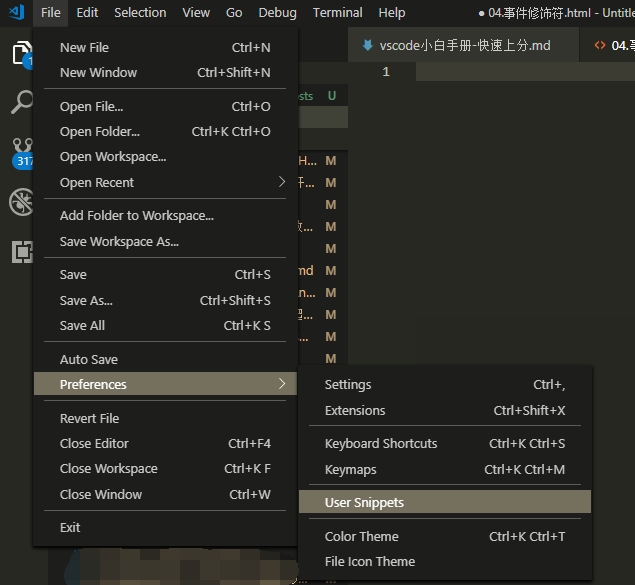 File Edit Selection View Go Debug Terminal Help ● 04.事件修饰符.html - Untitle
vscode小白手册-快速上分.md <> 04.事
1
1
317
New File Ctrl+N
New Window Ctrl+Shift+N
Open File... Ctrl+O
Open Folder... Ctrl+K Ctrl+O
Open Workspace...
Open Recent
Add Folder to Workspace...
Save Workspace As...
Save Ctrl+S
Save As... Ctrl+Shift+S
Save All Ctrl+K S
Auto Save
Preferences
Revert File
Close Editor Ctrl+F4
Close Workspace Ctrl+K F
Close Window Ctrl+W
Exit
sts U
H... M
开... M
M
M
M
md M
an... M
M
... M
M
Settings Ctrl+,
Extensions Ctrl+Shift+X
Keyboard Shortcuts Ctrl+K Ctrl+S
Keymaps Ctrl+K Ctrl+M
User Snippets
Color Theme Ctrl+K Ctrl+T
File Icon Theme